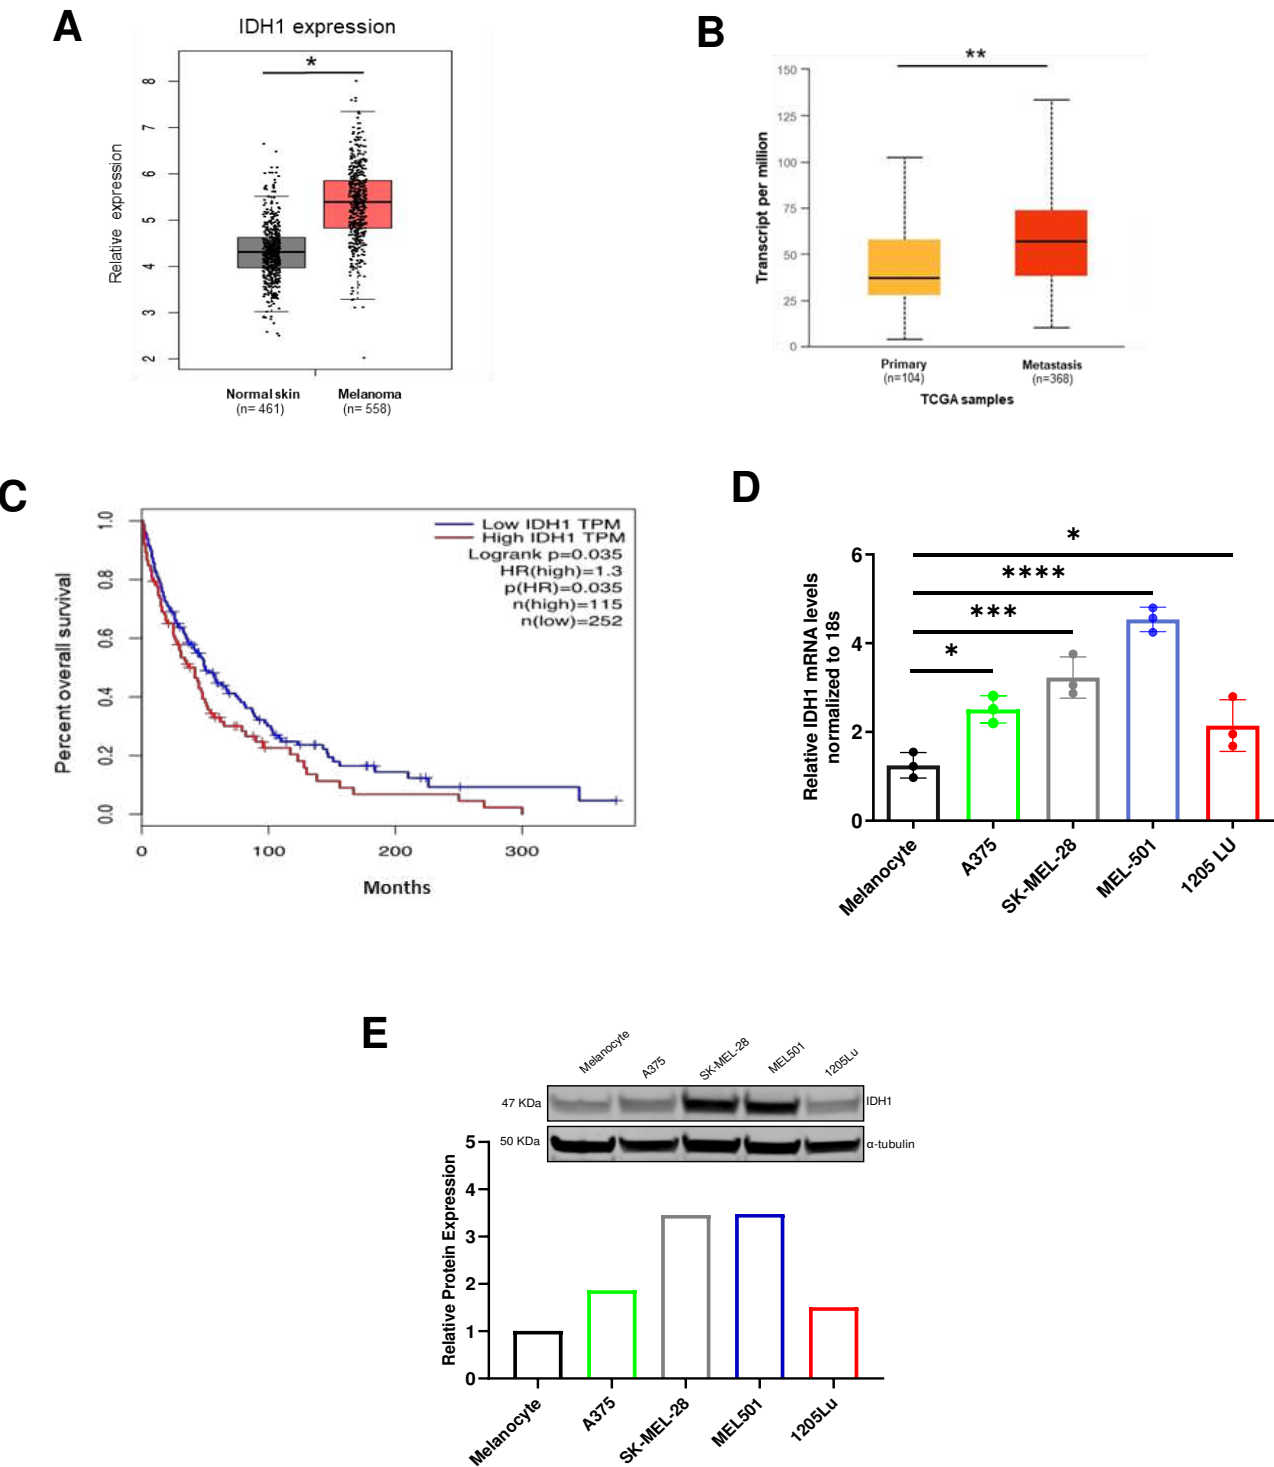 A
IDH1 expression
*
Relative expression
8
7
6
5
4
3
2
Normal skin
(n= 461)
Melanoma
(n= 558)
B
**
Transcript per million
150
125
100
75
50
25
0
Primary
(n=104)
Metastasis
(n=368)
TCGA samples
C
Percent overall survival
1.0
0.8
0.6
0.4
0.2
0.0
Low IDH1 TPM
High IDH1 TPM
Logrank p=0.035
HR(high)=1.3
p(HR)=0.035
n(high)=115
n(low)=252
0 100 200 300
Months
D
*
****
***
*
Relative IDH1 mRNA levels
normalized to 18s
6
4
2
0
Melanocyte
A375
SK-MEL-28
MEL-501
1205 LU
E
Melanocyte
A375
SK-MEL-28
MEL501
1205Lu
47 KDa
IDH1
50 KDa
α-tubulin
Relative Protein Expression
5
4
3
2
1
0
Melanocyte
A375
SK-MEL-28
MEL501
1205Lu